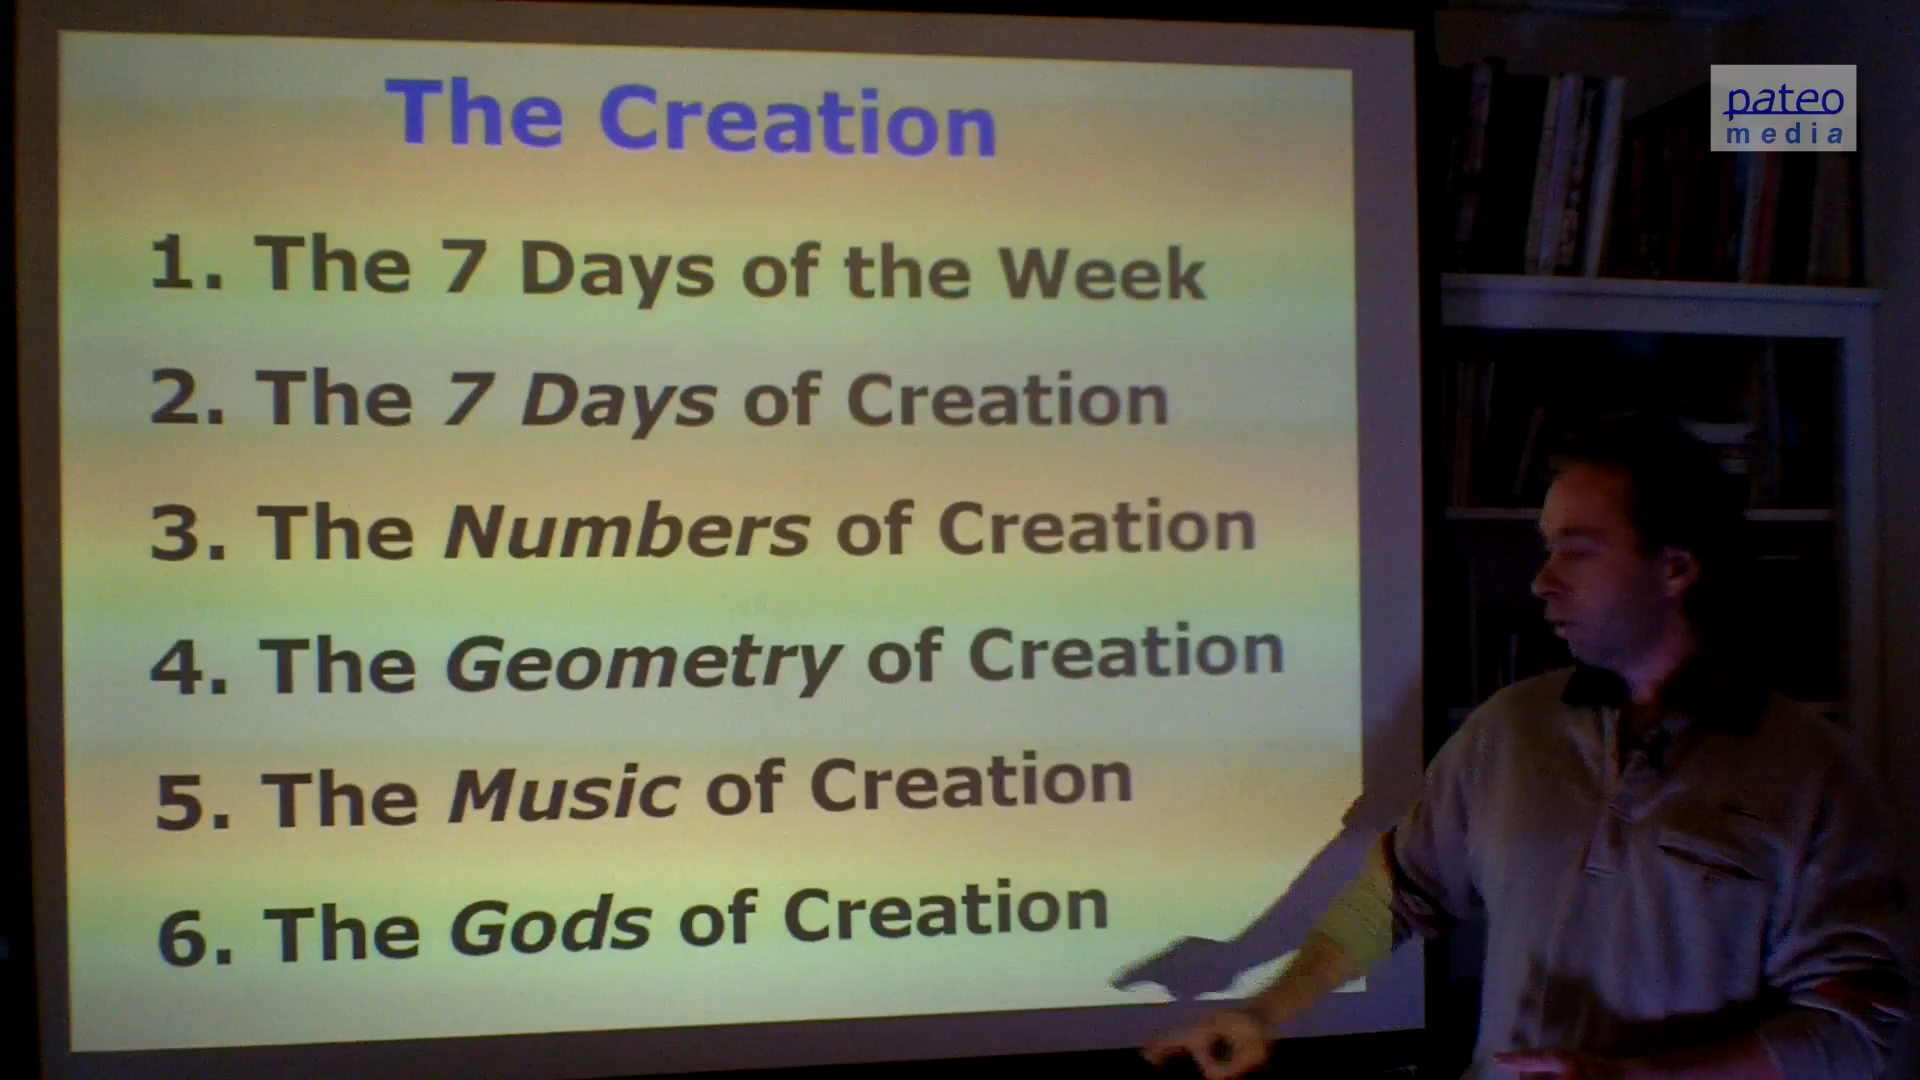 The Creation
1. The 7 Days of the Week
2. The 7 Days of Creation
3. The Numbers of Creation
4. The Geometry of Creation
5. The Music of Creation
6. The Gods of Creation
pateo
media